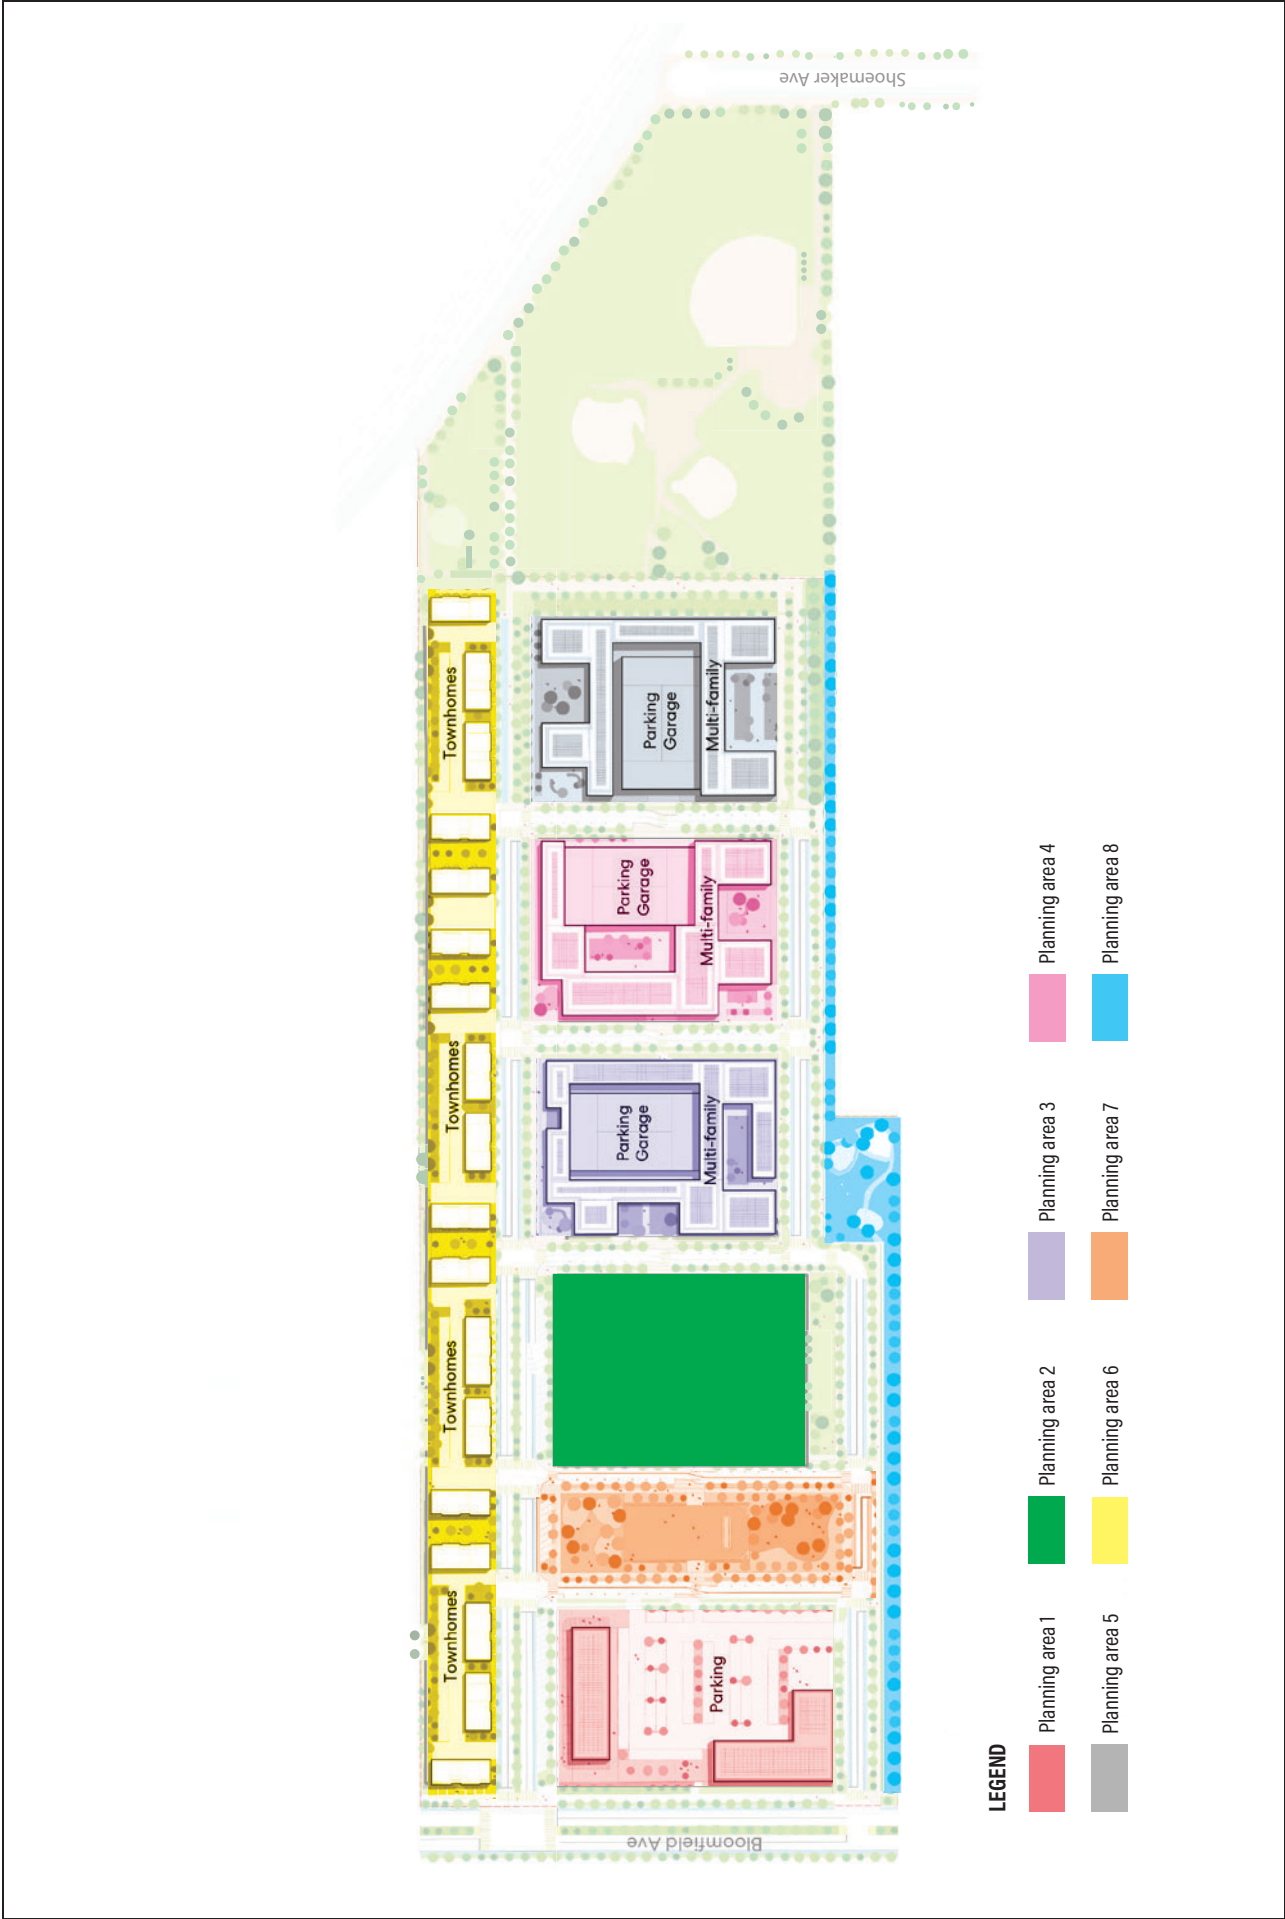 Shoemaker Ave
Townhomes
Townhomes
Townhomes
Townhomes
Parking
Garage
Multi-family
Parking
Garage
Multi-family
Parking
Garage
Multi-family
Parking
Bloomfield Ave
LEGEND
Planning area 1
Planning area 2
Planning area 3
Planning area 4
Planning area 5
Planning area 6
Planning area 7
Planning area 8